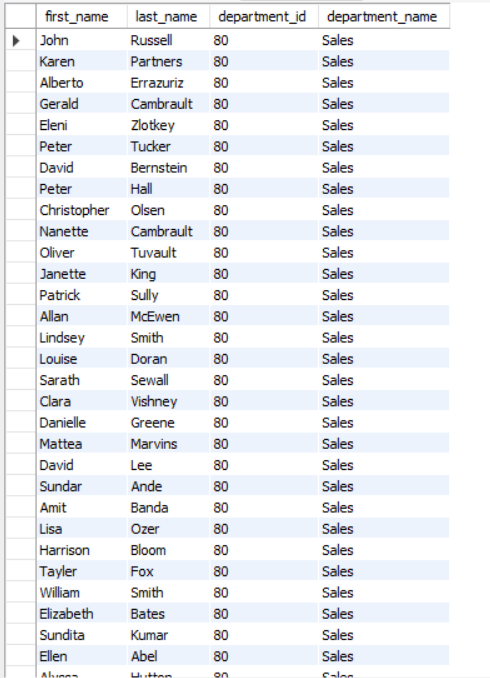 first_name last_name department_id department_name
John Russell 80 Sales
Karen Partners 80 Sales
Alberto Errazuriz 80 Sales
Gerald Cambrault 80 Sales
Eleni Zlotkey 80 Sales
Peter Tucker 80 Sales
David Bernstein 80 Sales
Peter Hall 80 Sales
Christopher Olsen 80 Sales
Nanette Cambrault 80 Sales
Oliver Tuvault 80 Sales
Janette King 80 Sales
Patrick Sully 80 Sales
Allan McEwen 80 Sales
Lindsey Smith 80 Sales
Louise Doran 80 Sales
Sarath Sewall 80 Sales
Clara Vishney 80 Sales
Danielle Greene 80 Sales
Mattea Marvins 80 Sales
David Lee 80 Sales
Sundar Ande 80 Sales
Amit Banda 80 Sales
Lisa Ozer 80 Sales
Harrison Bloom 80 Sales
Tayler Fox 80 Sales
William Smith 80 Sales
Elizabeth Bates 80 Sales
Sundita Kumar 80 Sales
Ellen Abel 80 Sales
Alyssa Hutton 80 Sales